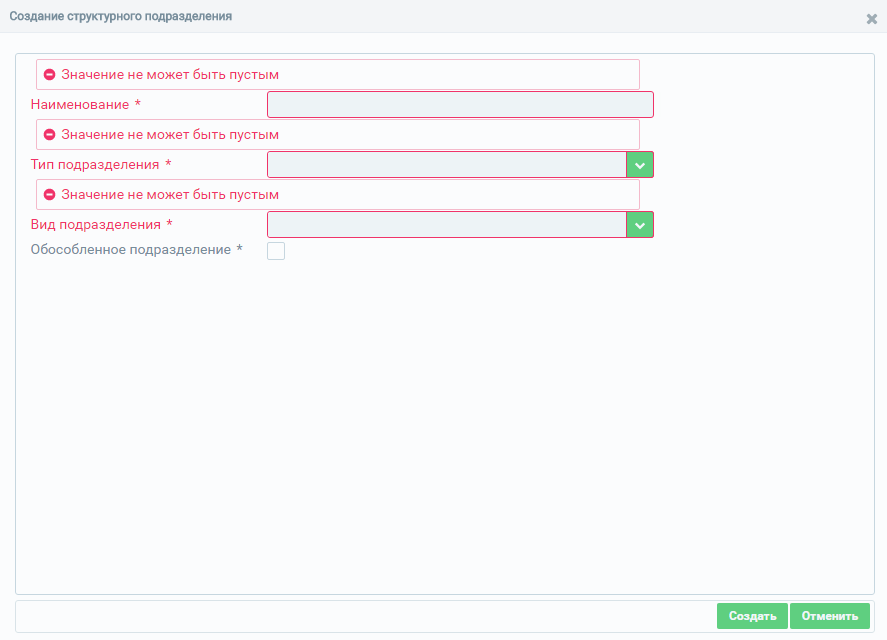 Создание структурного подразделения
Значение не может быть пустым
Наименование *
Значение не может быть пустым
Тип подразделения *
Значение не может быть пустым
Вид подразделения *
Обособленное подразделение *
Создать Отменить